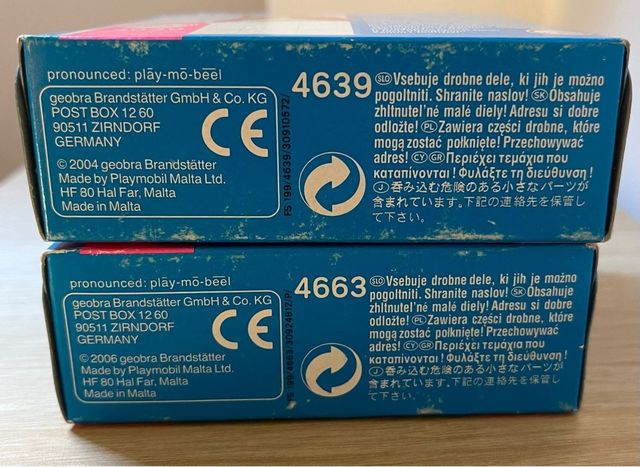 pronounced: plāy-mō-beel
geobra Brandstätter GmbH & Co. KG
POST BOX 12 60
90511 ZIRNDORF
GERMANY
CE
© 2004 geobra Brandstätter
Made by Playmobil Malta Ltd.
HF 80 Hal Far, Malta
Made in Malta
FS 199/4639/30910572/
4639
SLO Vsebuje drobne dele, ki jih je možno
pogoltniti. Shranite naslov! SK Obsahuje
zhltnuteľné malé diely! Adresu si dobre
odložte! PL Zawiera części drobne, które
mogą zostać połknięte! Przechowywać
adres! CY GR Περιέχει τεμάχια που
καταπίνονται! Φυλάξτε τη διεύθυνση!
J 呑み込む危険のある小さなパーツが
含まれています。下記の連絡先を保管し
て下さい。
pronounced: plāy-mō-beel
geobra Brandstätter GmbH & Co. KG
POST BOX 12 60
90511 ZIRNDORF
GERMANY
CE
© 2006 geobra Brandstätter
Made by Playmobil Malta Ltd.
HF 80 Hal Far, Malta
Made in Malta
FS 199/4663/30924812/P/
4663
SLO Vsebuje drobne dele, ki jih je možno
pogoltniti. Shranite naslov! SK Obsahuje
zhltnuteľné malé diely! Adresu si dobre
odložte! PL Zawiera części drobne, które
mogą zostać połknięte! Przechowywać
adres! CY GR Περιέχει τεμάχια που
καταπίνονται! Φυλάξτε τη διεύθυνση!
J 呑み込む危険のある小さなパーツが
含まれています。下記の連絡先を保管し
て下さい。